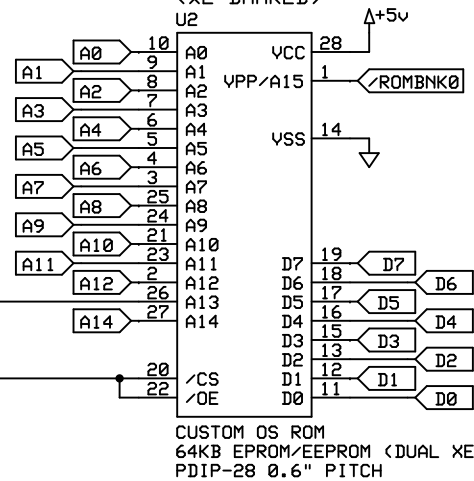 (XE BANKED)
U2
+5v
A0 10 A0 VCC 28
A1 9 A1
A2 8 A2 VPP/A15 1 /ROMBNK0
A3 7 A3
A4 6 A4
A5 5 A5 VSS 14
A6 4 A6
A7 3 A7
A8 25 A8
A9 24 A9
A10 21 A10
A11 23 A11 D7 19 D7
A12 2 A12 D6 18 D6
26 A13 D5 17 D5
A14 27 A14 D4 16 D4
D3 15 D3
D2 13 D2
20 /CS D1 12 D1
22 /OE D0 11 D0
CUSTOM OS ROM
64KB EPROM/EEPROM (DUAL XE
PDIP-28 0.6" PITCH